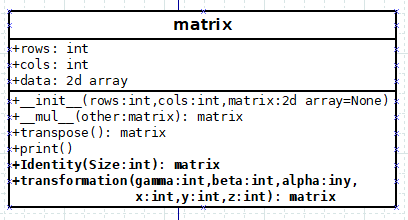 matrix
+rows: int
+cols: int
+data: 2d array
+__init__(rows:int,cols:int,matrix:2d array=None)
+__mul__(other:matrix): matrix
+transpose(): matrix
+print()
+Identity(Size:int): matrix
+transformation(gamma:int,beta:int,alpha:iny,
x:int,y:int,z:int): matrix